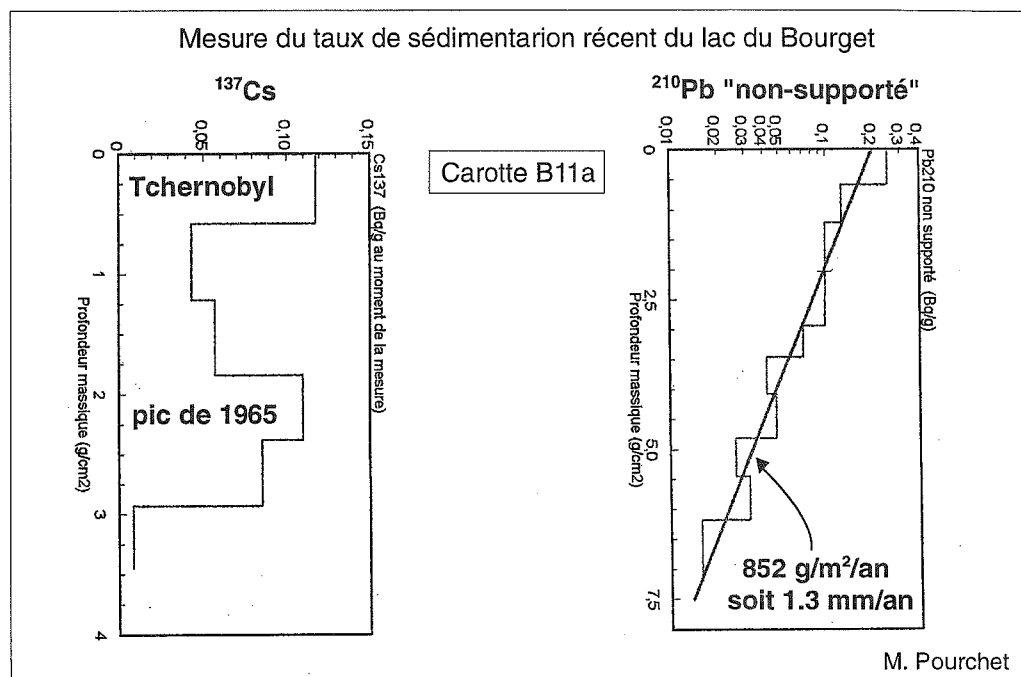 Mesure du taux de sédimentarion récent du lac du Bourget
¹³⁷Cs
0 0,05 0,10 0,15
Cs137 (Bq/g au moment de la mesure)
0
1
2
3
4
Profondeur massique (g/cm2)
Tchernobyl
pic de 1965
Carotte B11a
²¹⁰Pb "non-supporté"
0,01 0,02 0,03 0,04 0,05 0,1 0,2 0,3 0,4
Pb210 non supporté (Bq/g)
0
2,5
5,0
7,5
Profondeur massique (g/cm2)
852 g/m²/an
soit 1.3 mm/an
M. Pourchet